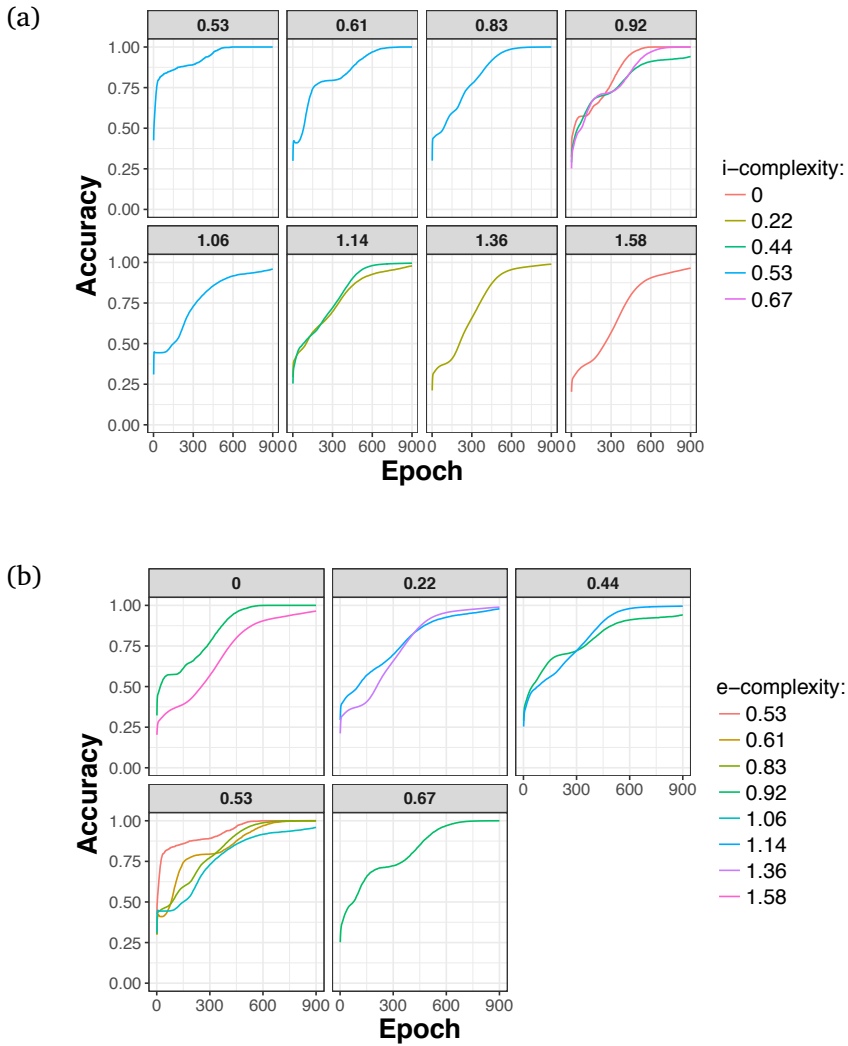 (a)
0.53 0.61 0.83 0.92
1.00
0.75
0.50
0.25
0.00
1.06 1.14 1.36 1.58
1.00
0.75
0.50
0.25
0.00
0 300 600 900 0 300 600 900 0 300 600 900 0 300 600 900
Accuracy
Epoch
i−complexity:
0
0.22
0.44
0.53
0.67
(b)
0 0.22 0.44
1.00
0.75
0.50
0.25
0.00
0 300 600 900
0.53 0.67
1.00
0.75
0.50
0.25
0.00
0 300 600 900 0 300 600 900
Accuracy
Epoch
e−complexity:
0.53
0.61
0.83
0.92
1.06
1.14
1.36
1.58